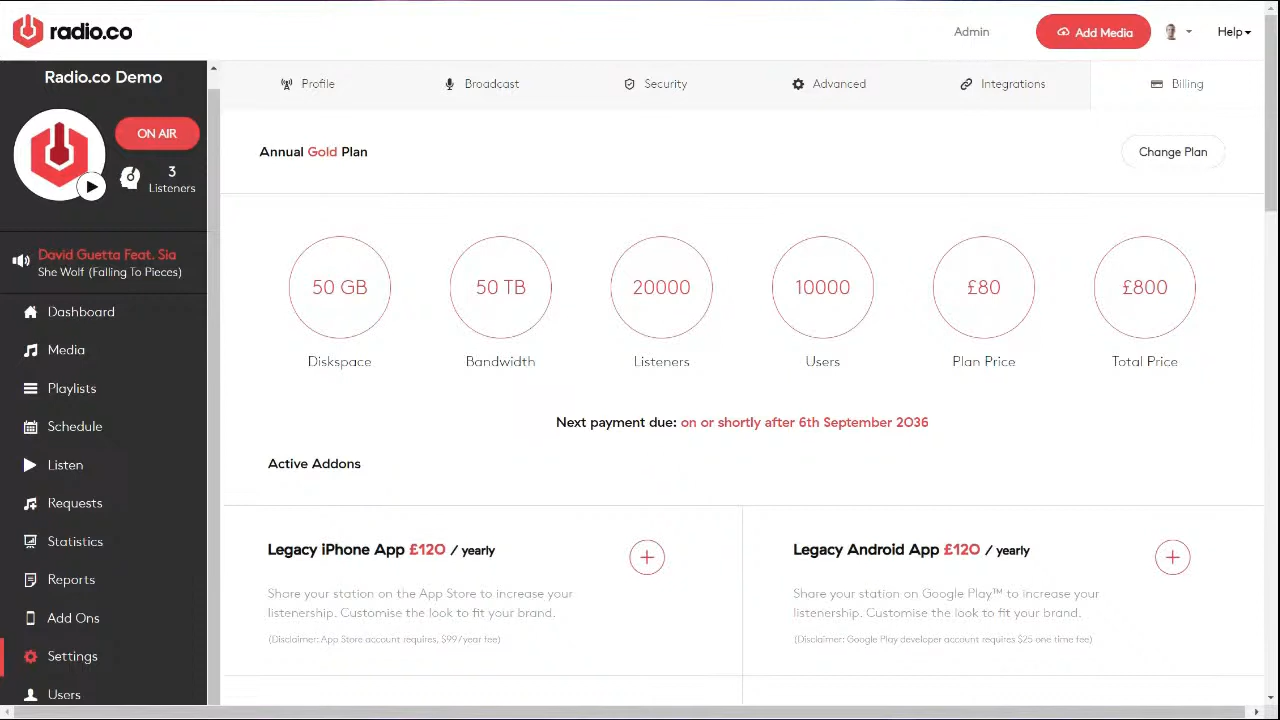 radio.co
Admin
Add Media
Help
Radio.co Demo
ON AIR
3
Listeners
David Guetta Feat. Sia
She Wolf (Falling To Pieces)
Dashboard
Media
Playlists
Schedule
Listen
Requests
Statistics
Reports
Add Ons
Settings
Users
Profile
Broadcast
Security
Advanced
Integrations
Billing
Annual Gold Plan
Change Plan
50 GB
50 TB
20000
10000
£80
£800
Diskspace
Bandwidth
Listeners
Users
Plan Price
Total Price
Next payment due: on or shortly after 6th September 2036
Active Addons
Legacy iPhone App £120 / yearly
Share your station on the App Store to increase your
listenership. Customise the look to fit your brand.
(Disclaimer: App Store account requires, $99/year fee)
Legacy Android App £120 / yearly
Share your station on Google Play™ to increase your
listenership. Customise the look to fit your brand.
(Disclaimer: Google Play developer account requires $25 one time fee)